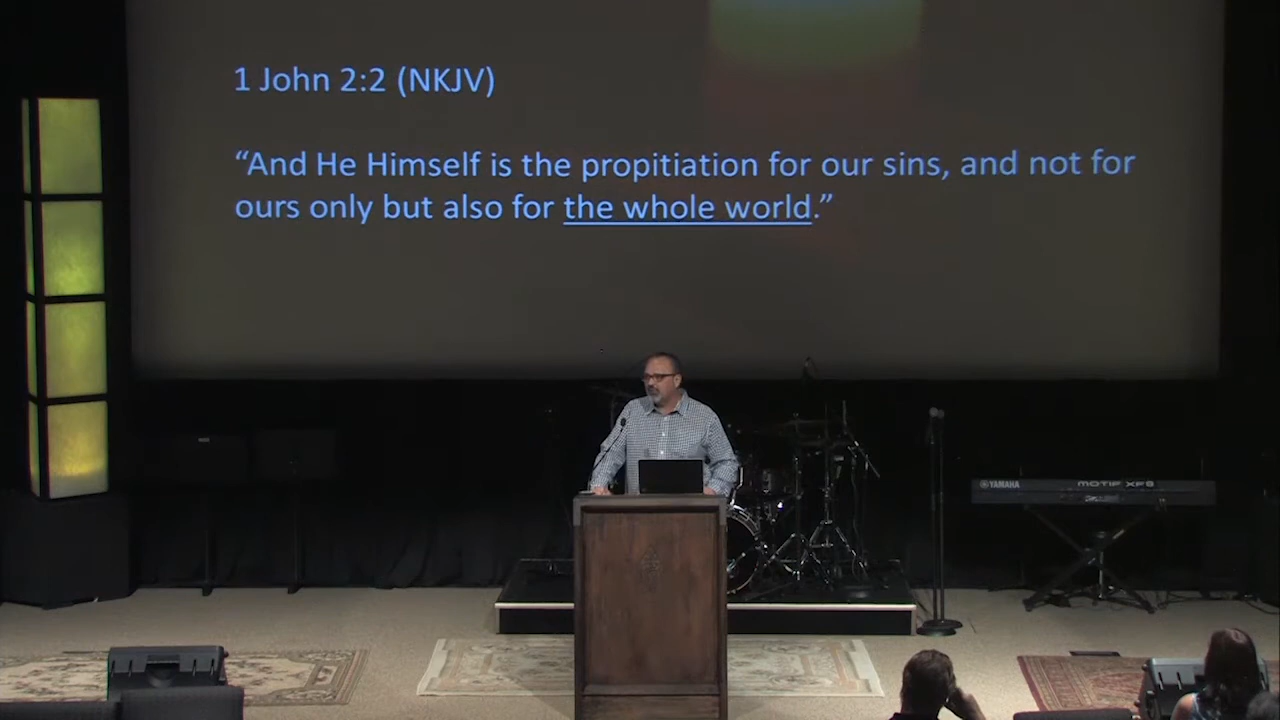 1 John 2:2 (NKJV)
“And He Himself is the propitiation for our sins, and not for
ours only but also for the whole world.”
YAMAHA
MOTIF XF8